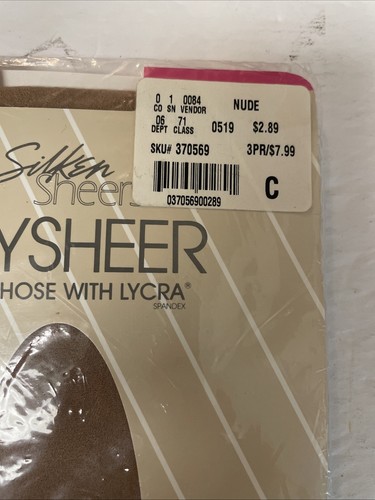 0 1 0084 NUDE
CO SN VENDOR
06 71 0519 $2.89
DEPT CLASS
SKU# 370569 3PR/$7.99
C
037056900289
Silken
Sheers
YSHEER
HOSE WITH LYCRA®
SPANDEX